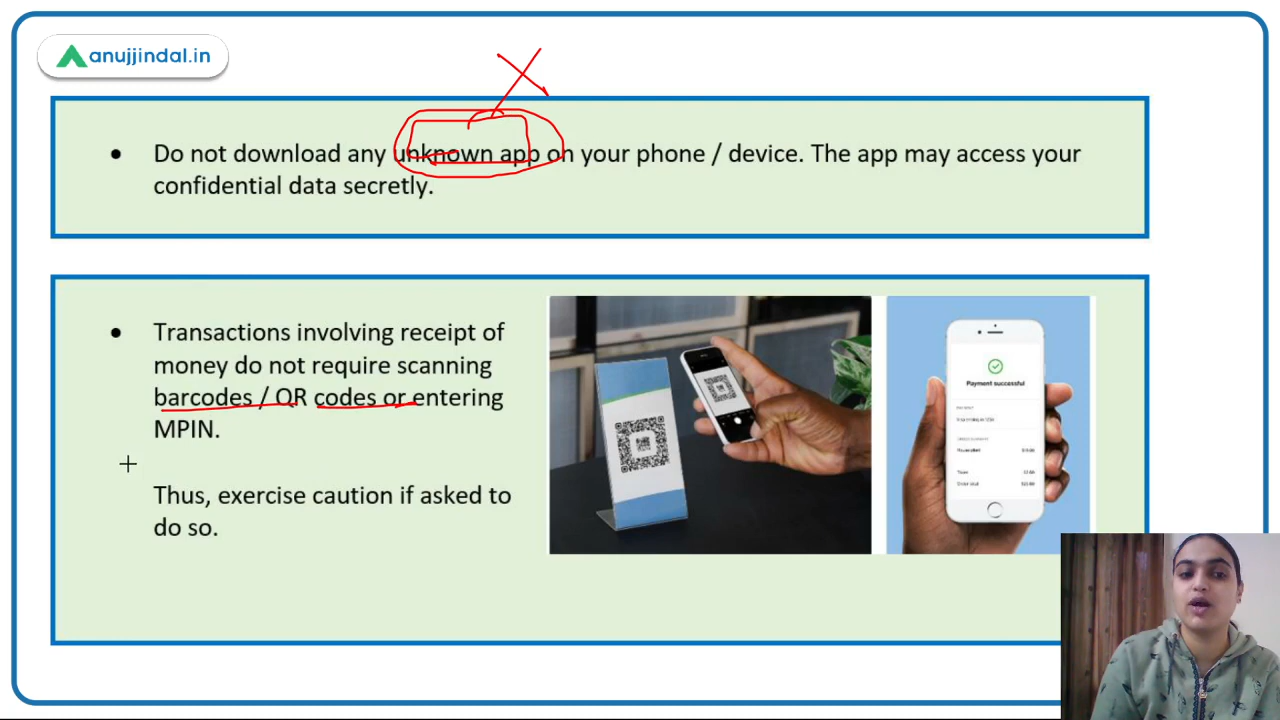 anujjindal.in
• Do not download any unknown app on your phone / device. The app may access your
confidential data secretly.
• Transactions involving receipt of
money do not require scanning
barcodes / QR codes or entering
MPIN.
Thus, exercise caution if asked to
do so.
Payment successful